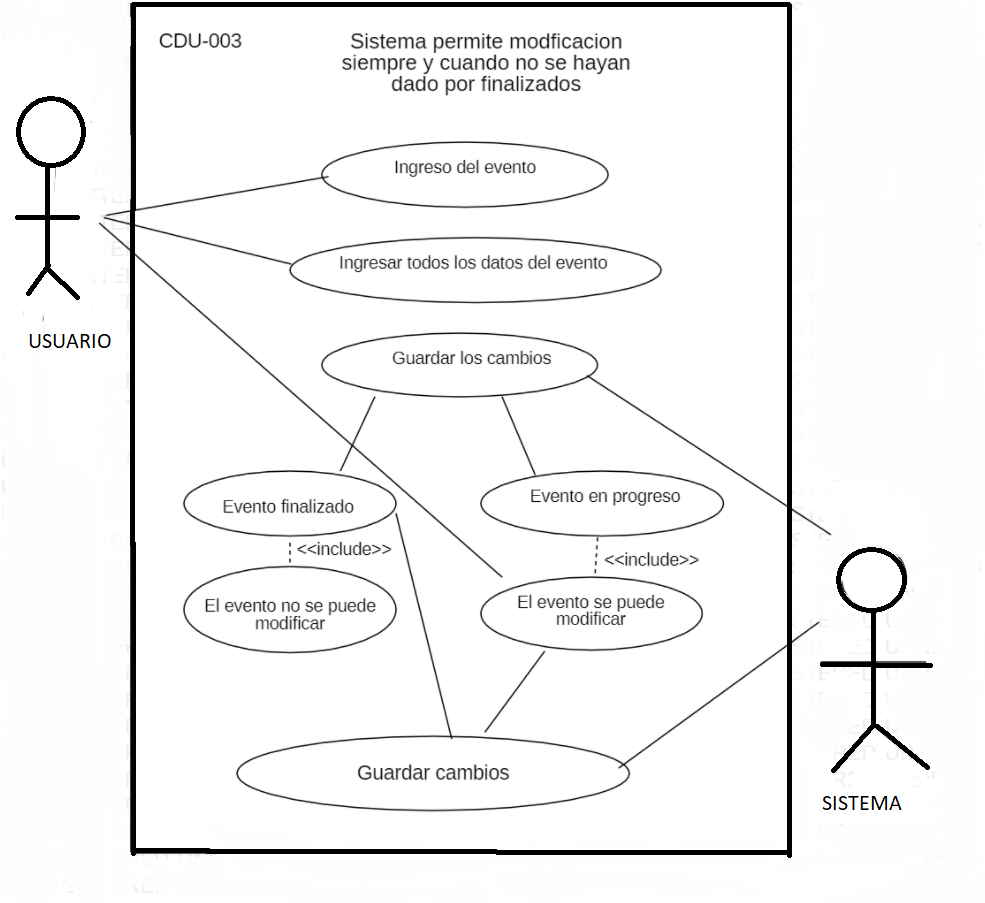 CDU-003
Sistema permite modficacion
siempre y cuando no se hayan
dado por finalizados
Ingreso del evento
Ingresar todos los datos del evento
USUARIO
Guardar los cambios
Evento finalizado
Evento en progreso
<<include>>
<<include>>
El evento no se puede
modificar
El evento se puede
modificar
Guardar cambios
SISTEMA